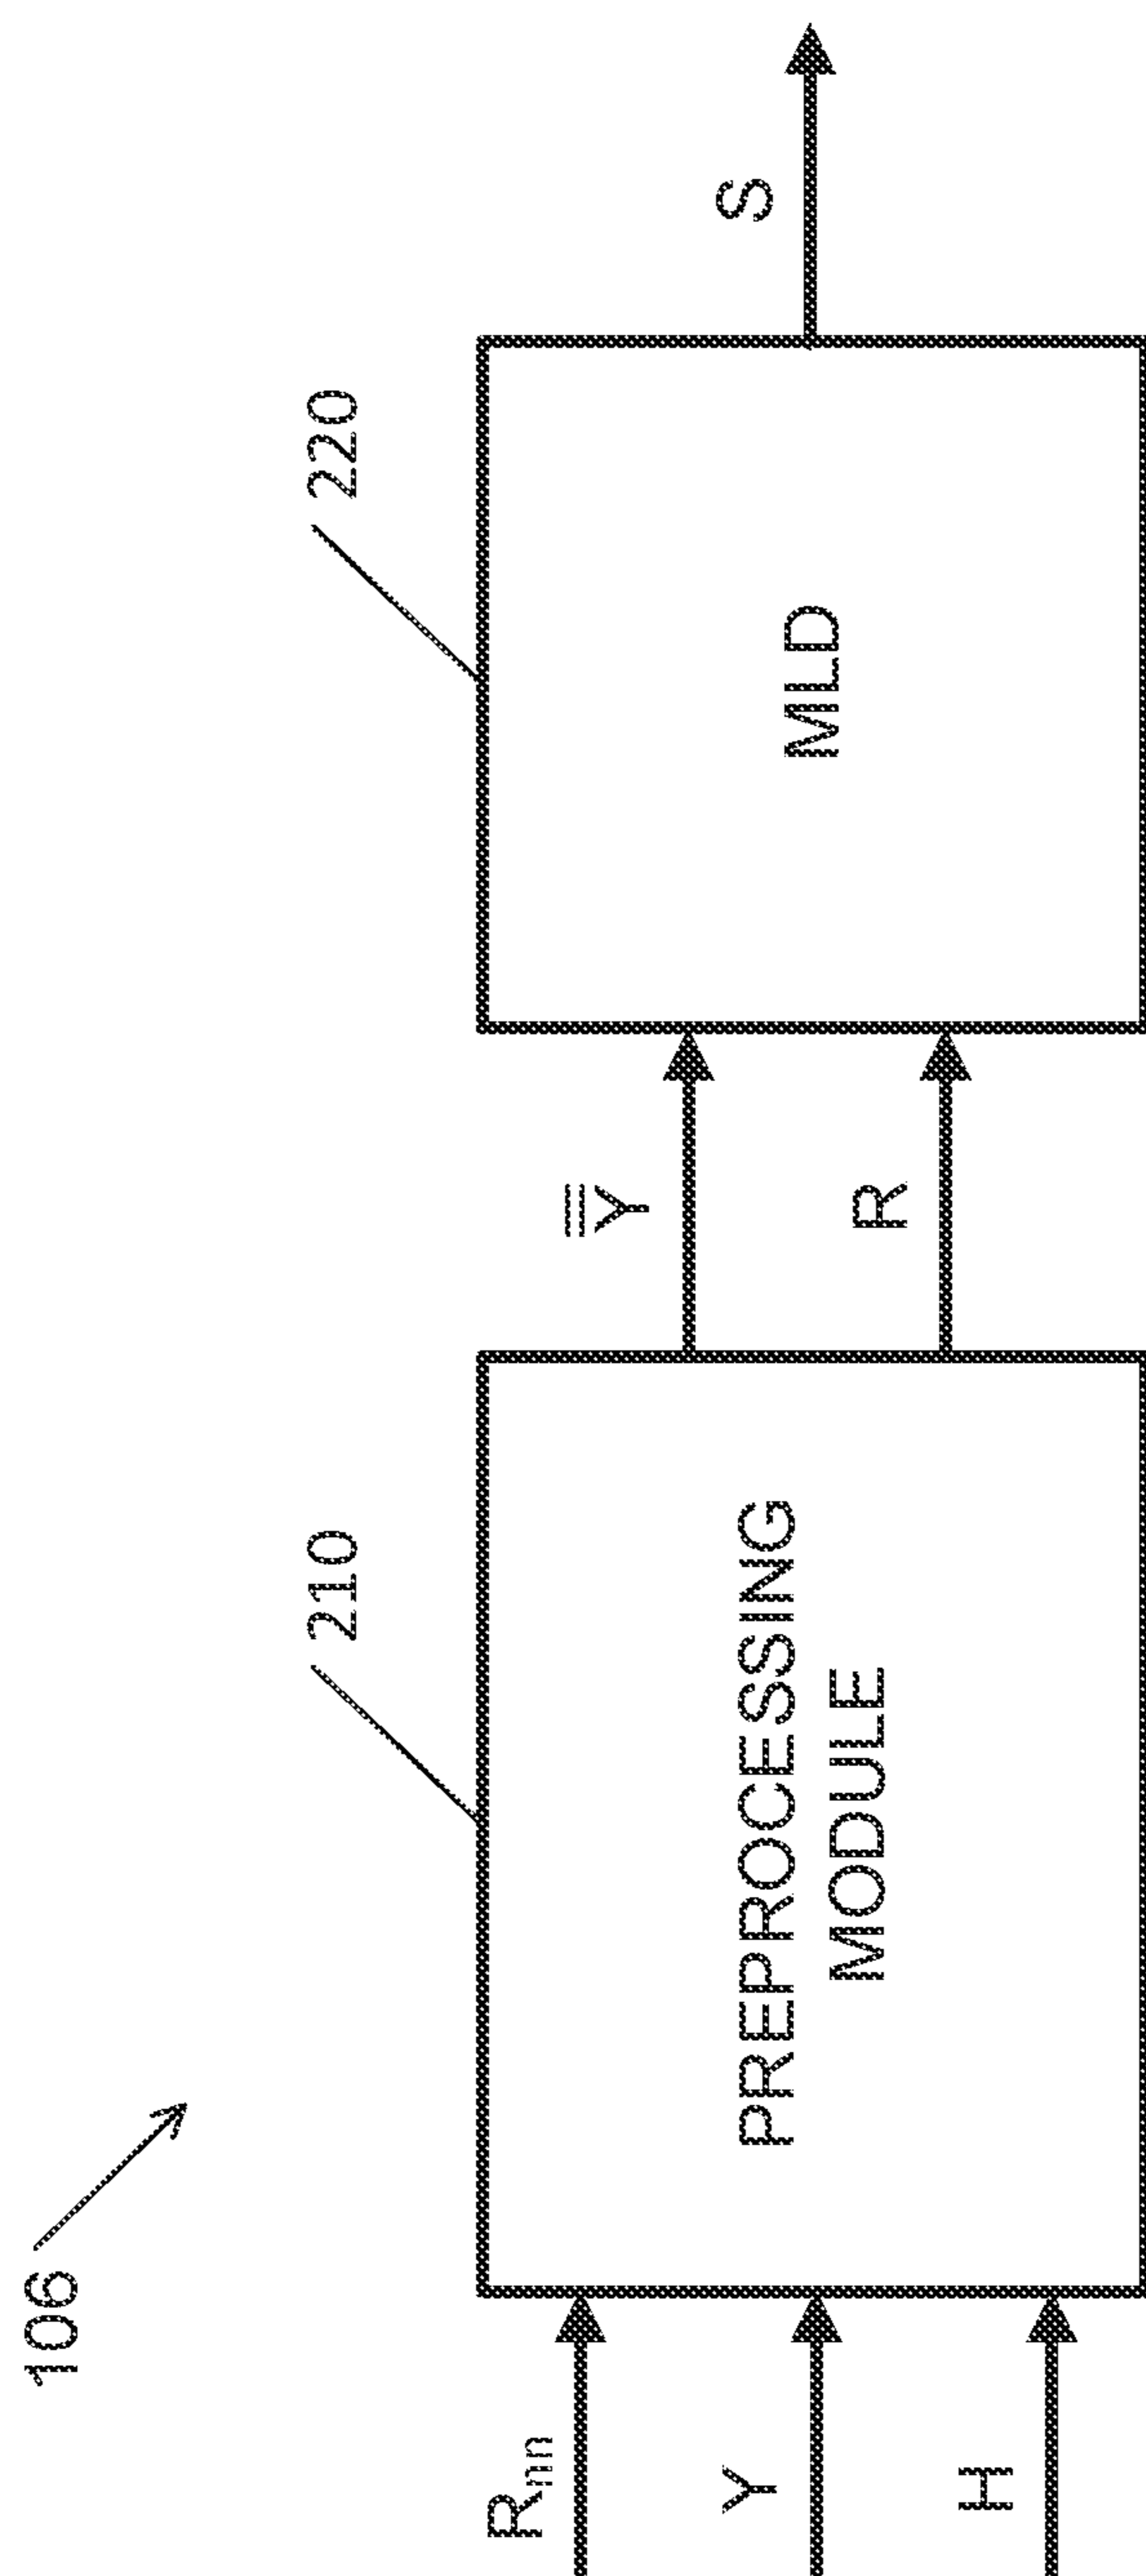 106
210
220
R_nn
Y
H
PREPROCESSING
MODULE
Y̿
R
MLD
S